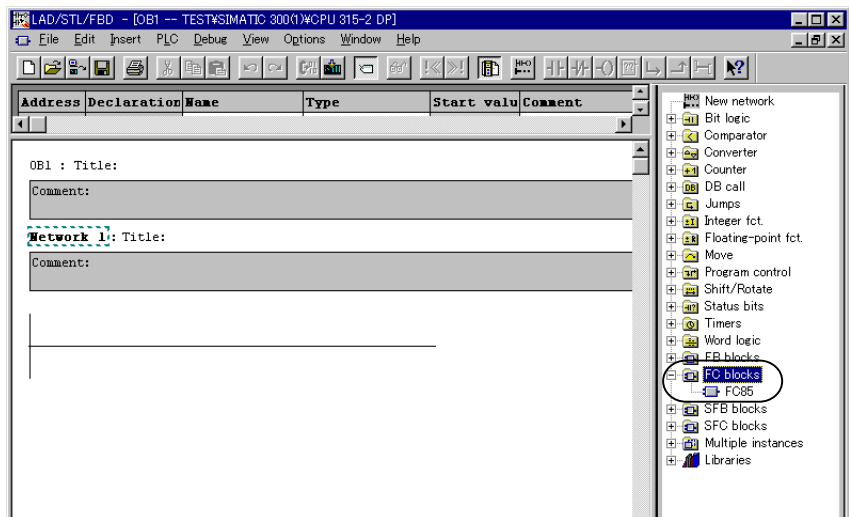 LAD/STL/FBD - [OB1 -- TEST¥SIMATIC 300(1)¥CPU 315-2 DP]
File Edit Insert PLC Debug View Options Window Help
Address Declaration Name Type Start valu Comment
OB1 : Title:
Comment:
Network 1: Title:
Comment:
New network
Bit logic
Comparator
Converter
Counter
DB call
Jumps
Integer fct.
Floating-point fct.
Move
Program control
Shift/Rotate
Status bits
Timers
Word logic
FB blocks
FC blocks
FC85
SFB blocks
SFC blocks
Multiple instances
Libraries